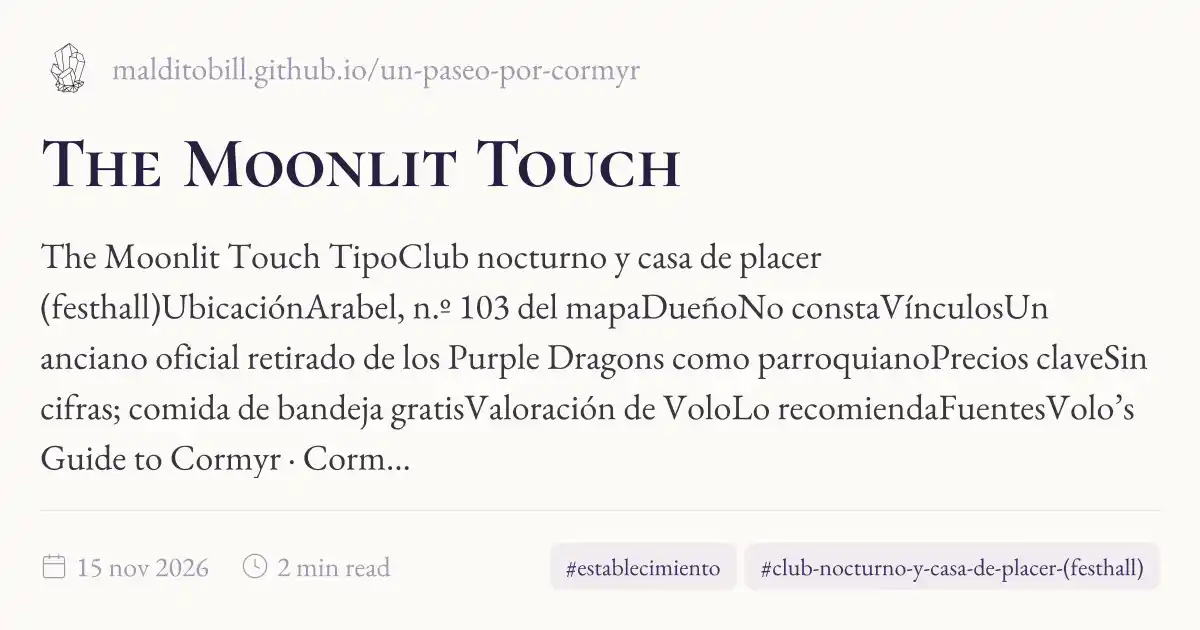 malditobill.github.io/un-paseo-por-cormyr
The Moonlit Touch
The Moonlit Touch TipoClub nocturno y casa de placer
(festhall)UbicaciónArabel, n.º 103 del mapaDueñoNo constaVínculosUn
anciano oficial retirado de los Purple Dragons como parroquianoPrecios claveSin
cifras; comida de bandeja gratisValoración de VoloLo recomiendaFuentesVolo’s
Guide to Cormyr · Corm...
15 nov 2026
2 min read
#establecimiento
#club-nocturno-y-casa-de-placer-(festhall)